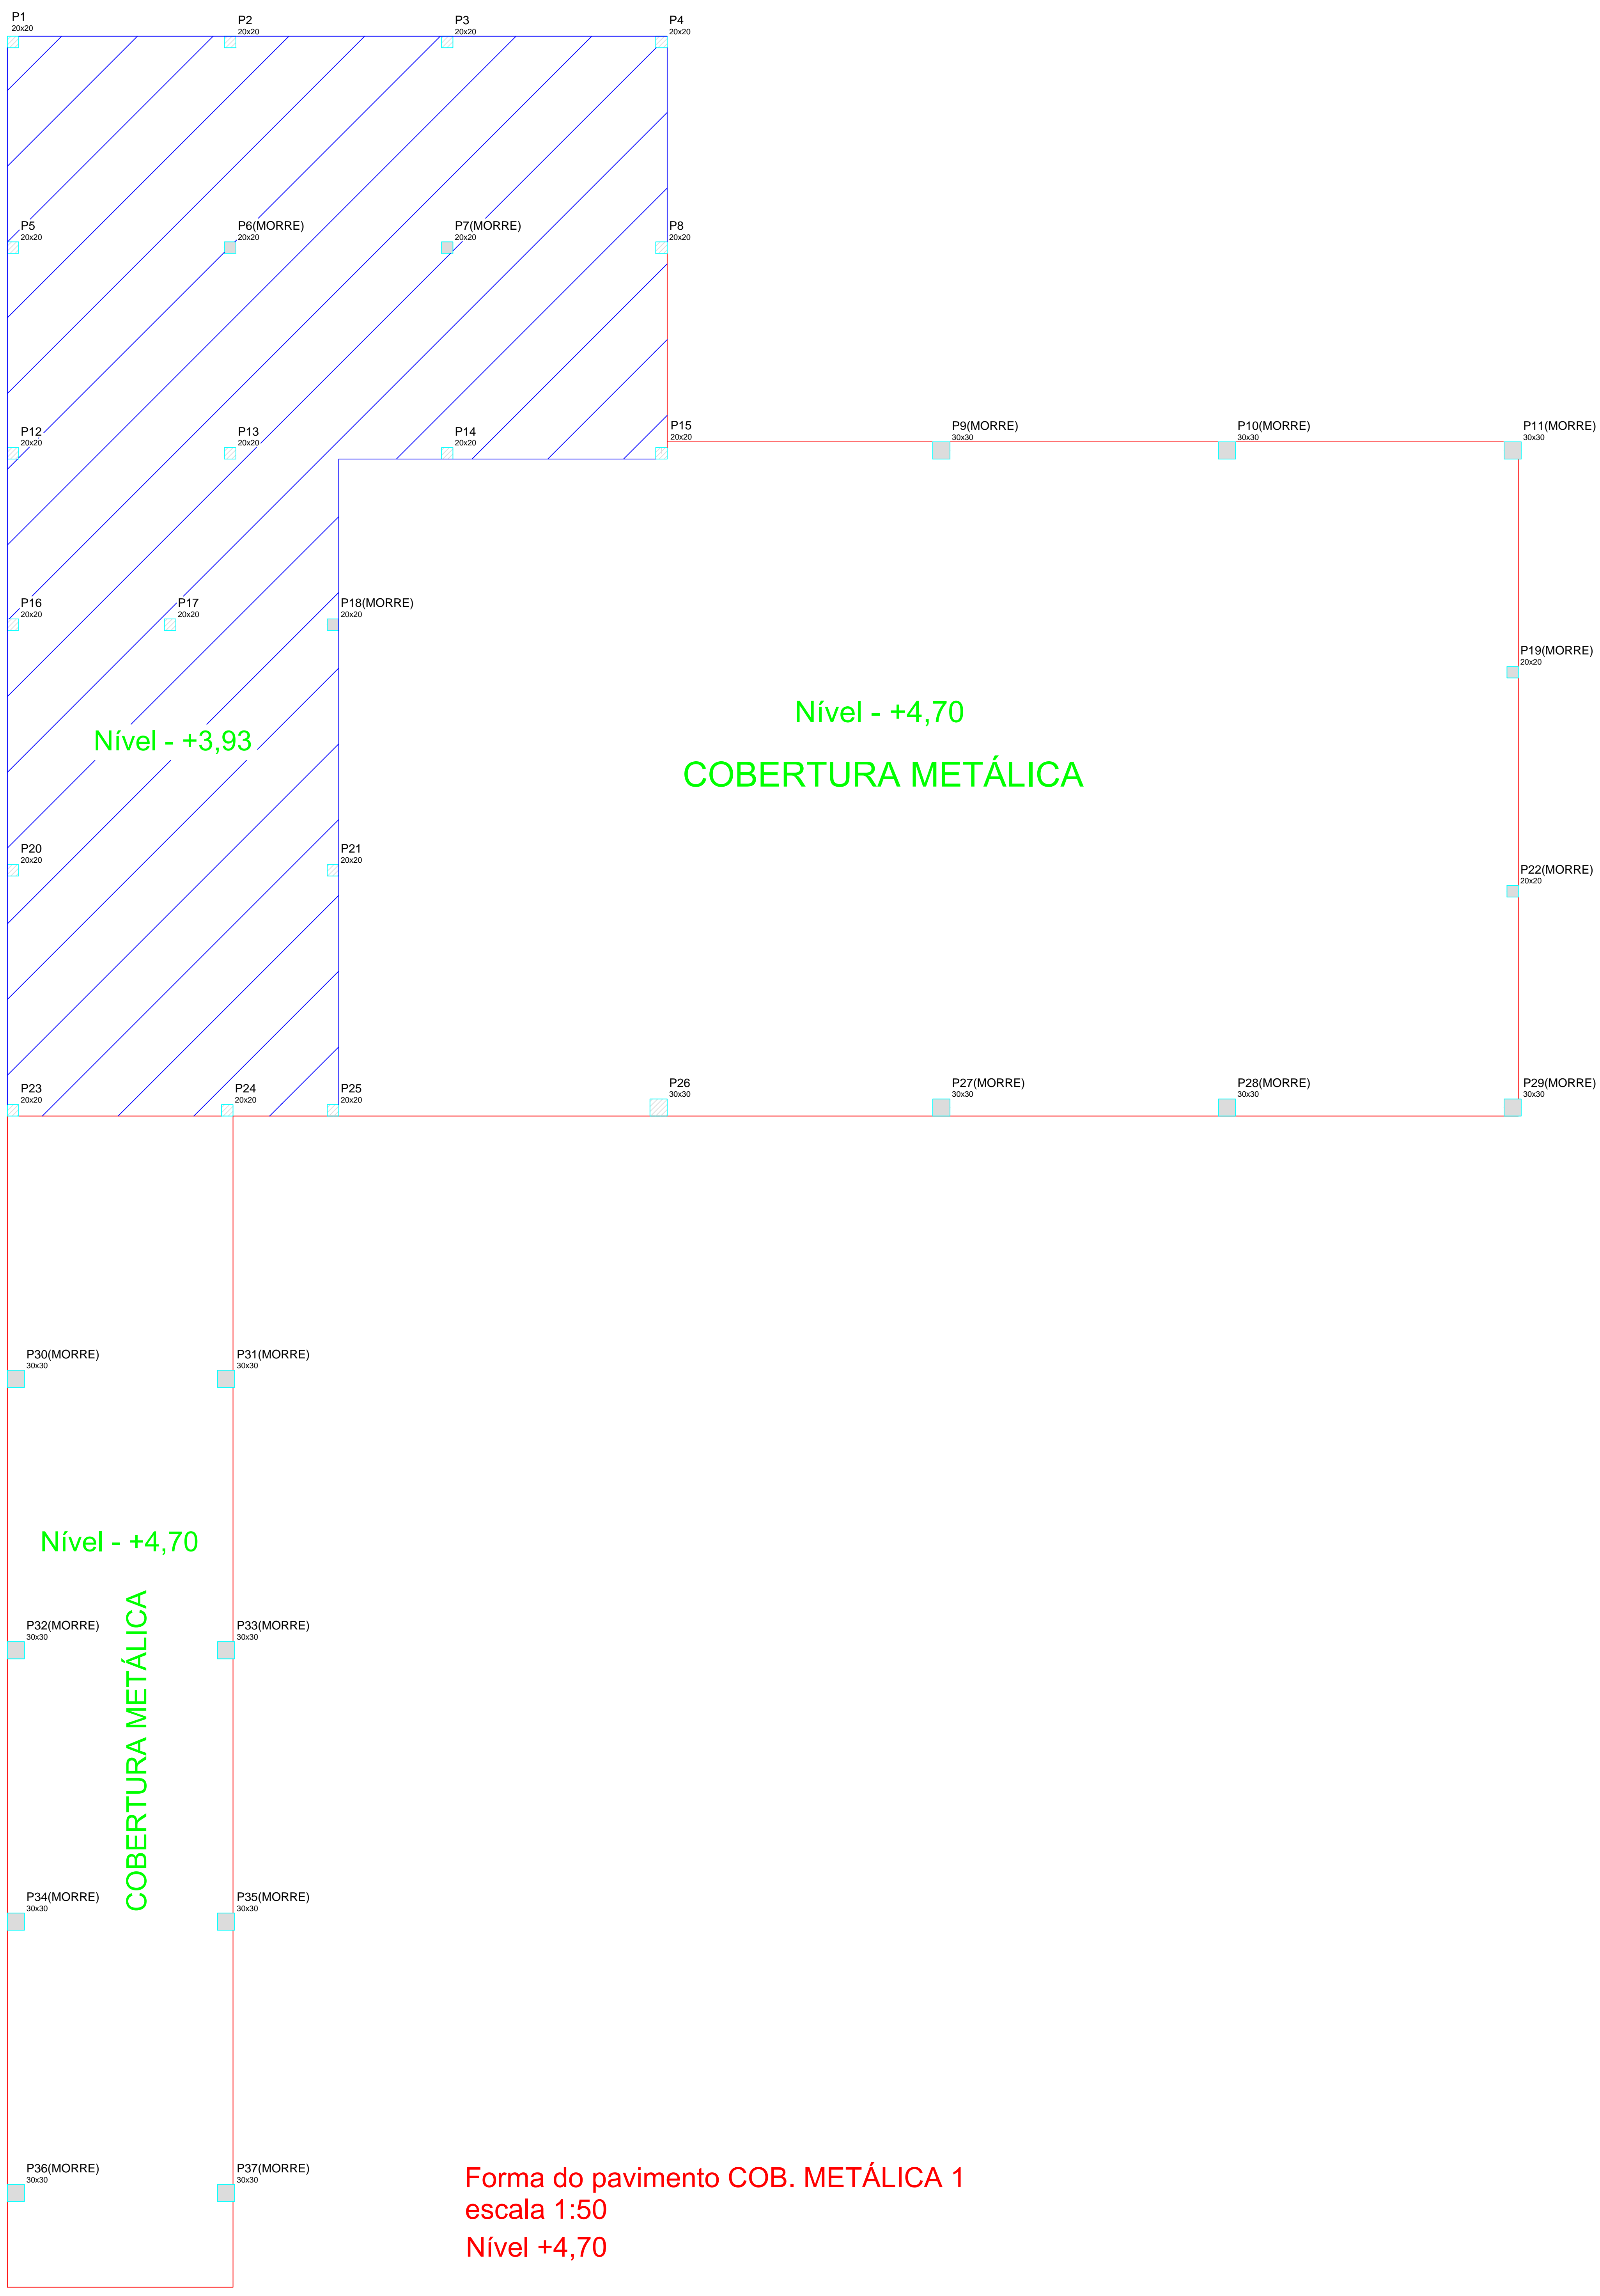 P1
20x20
P2
20x20
P3
20x20
P4
20x20
P5
20x20
P6(MORRE)
20x20
P7(MORRE)
20x20
P8
20x20
P12
20x20
P13
20x20
P14
20x20
P15
20x20
P9(MORRE)
30x30
P10(MORRE)
30x30
P11(MORRE)
30x30
P16
20x20
P17
20x20
P18(MORRE)
20x20
P19(MORRE)
20x20
Nível - +4,70
Nível - +3,93
COBERTURA METÁLICA
P20
20x20
P21
20x20
P22(MORRE)
20x20
P23
20x20
P24
20x20
P25
20x20
P26
30x30
P27(MORRE)
30x30
P28(MORRE)
30x30
P29(MORRE)
30x30
P30(MORRE)
30x30
P31(MORRE)
30x30
Nível - +4,70
COBERTURA METÁLICA
P32(MORRE)
30x30
P33(MORRE)
30x30
P34(MORRE)
30x30
P35(MORRE)
30x30
P36(MORRE)
30x30
P37(MORRE)
30x30
Forma do pavimento COB. METÁLICA 1
escala 1:50
Nível +4,70